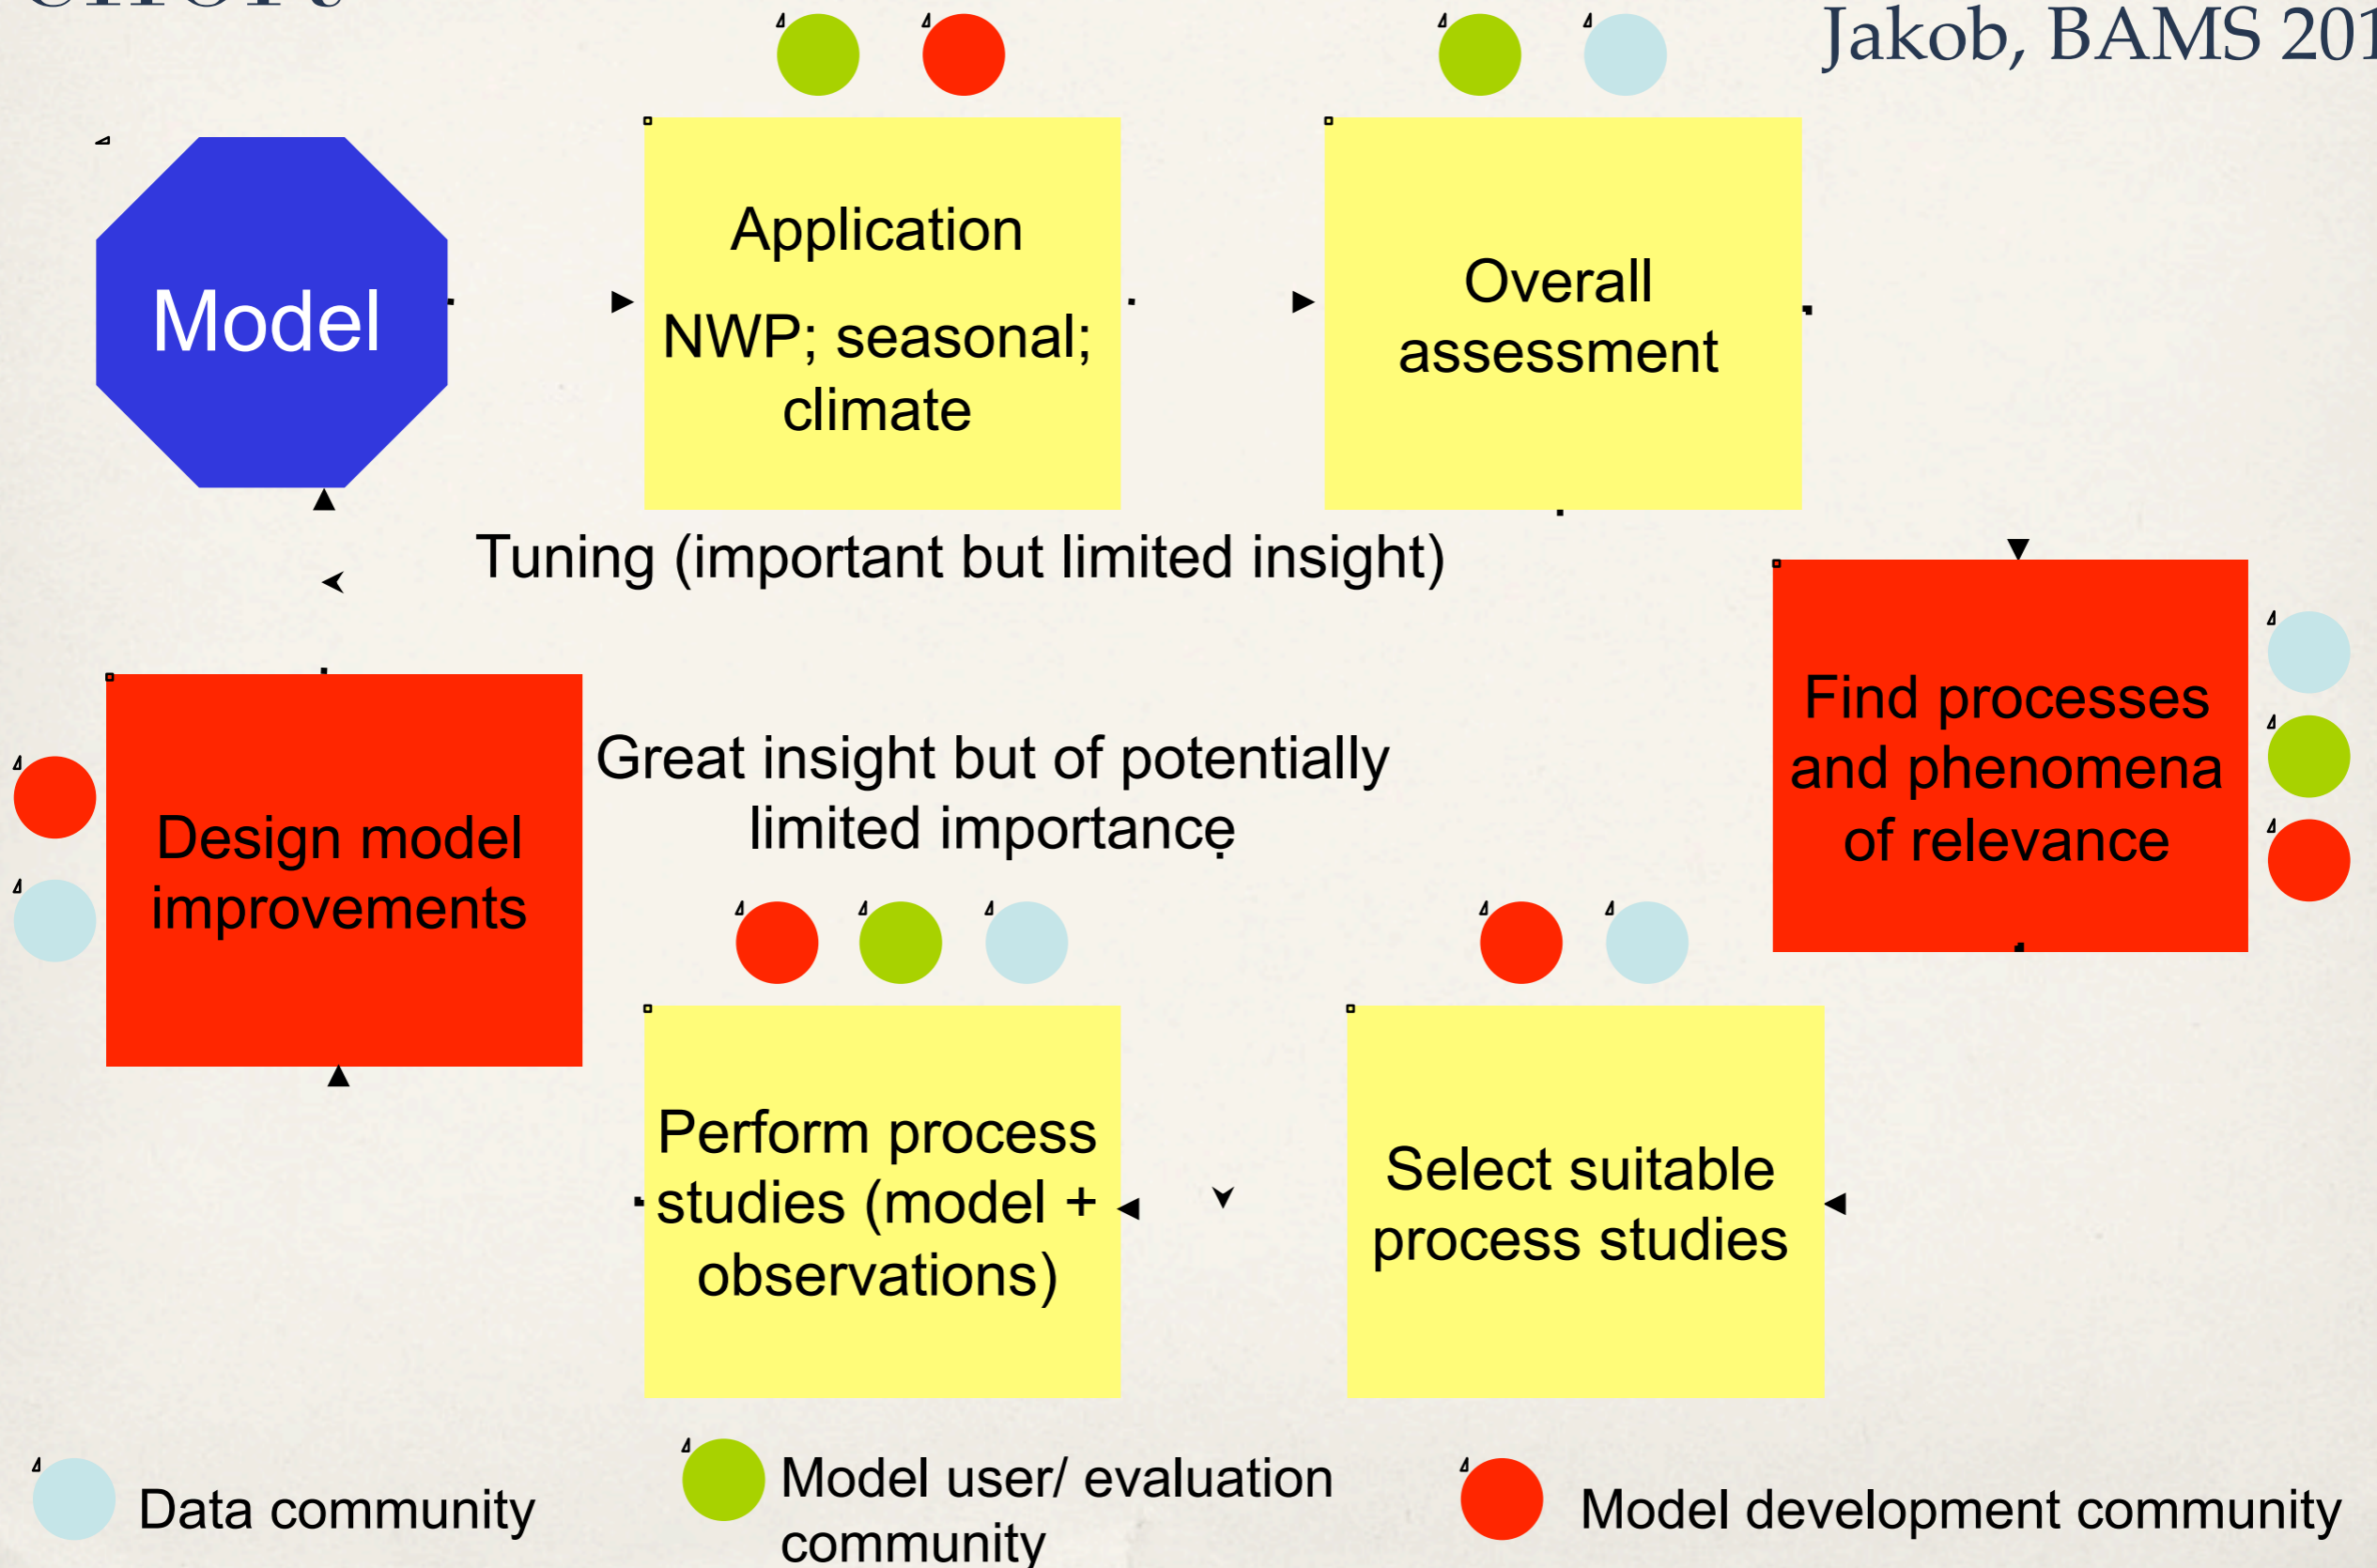 Jakob, BAMS 201
Model
Application
NWP; seasonal;
climate
Overall
assessment
Tuning (important but limited insight)
Find processes
and phenomena
of relevance
Great insight but of potentially
limited importance
Design model
improvements
Perform process
studies (model +
observations)
Select suitable
process studies
Data community
Model user/ evaluation
community
Model development community